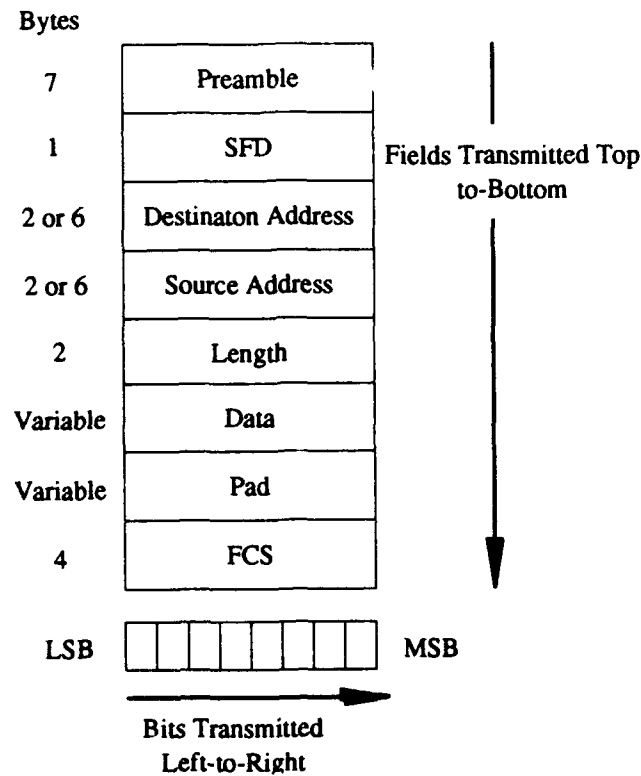 Bytes
7 Preamble
1 SFD
Fields Transmitted Top
to-Bottom
2 or 6 Destinaton Address
2 or 6 Source Address
2 Length
Variable Data
Variable Pad
4 FCS
LSB MSB
Bits Transmitted
Left-to-Right